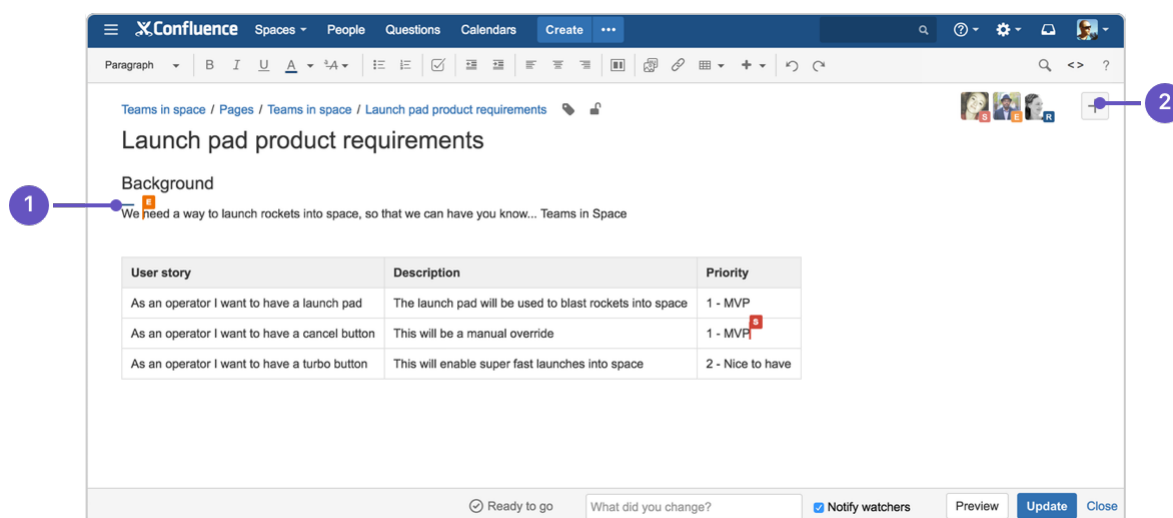 Confluence Spaces People Questions Calendars Create •••
Paragraph B I U A <> ?
Teams in space / Pages / Teams in space / Launch pad product requirements
S E R
2
Launch pad product requirements
Background
1
E
We need a way to launch rockets into space, so that we can have you know... Teams in Space
User story Description Priority
As an operator I want to have a launch pad The launch pad will be used to blast rockets into space 1 - MVP
S
As an operator I want to have a cancel button This will be a manual override 1 - MVP
As an operator I want to have a turbo button This will enable super fast launches into space 2 - Nice to have
Ready to go What did you change? Notify watchers Preview Update Close